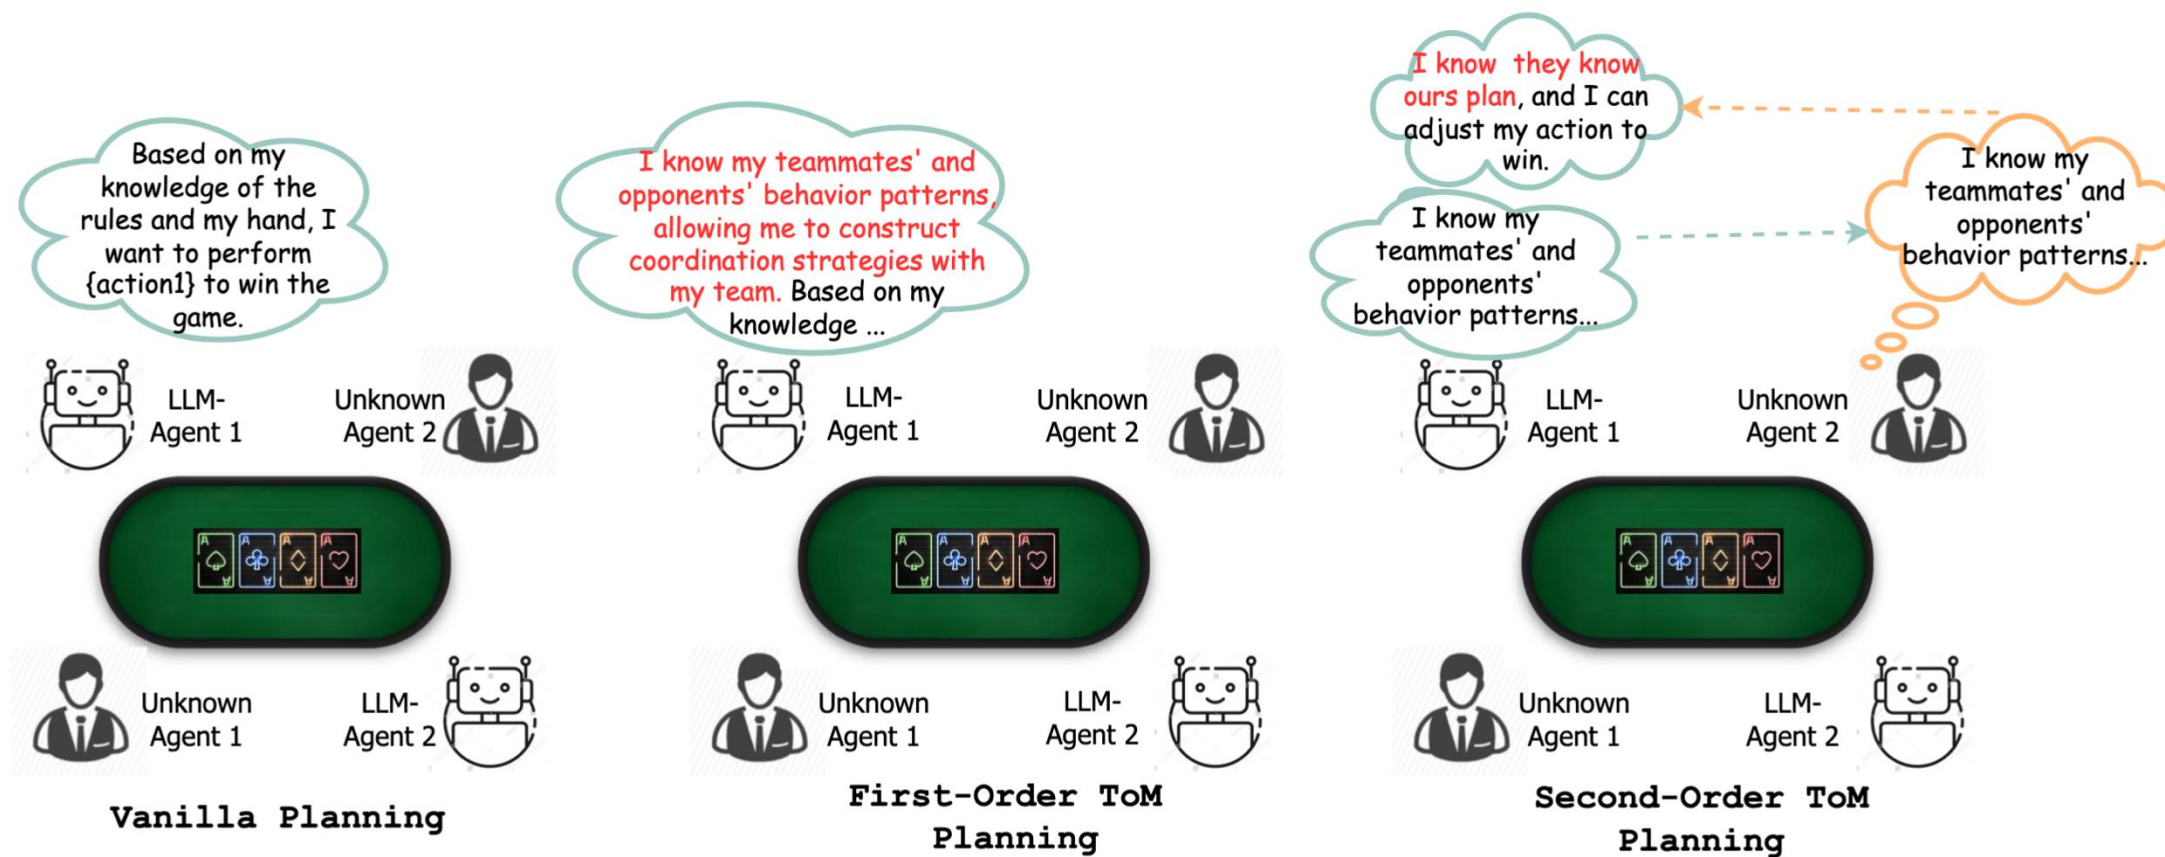 Based on my
knowledge of the
rules and my hand, I
want to perform
{action1} to win the
game.
LLM-
Agent 1
Unknown
Agent 2
Unknown
Agent 1
LLM-
Agent 2
Vanilla Planning
I know my teammates' and
opponents' behavior patterns,
allowing me to construct
coordination strategies with
my team. Based on my
knowledge ...
LLM-
Agent 1
Unknown
Agent 2
Unknown
Agent 1
LLM-
Agent 2
First-Order ToM
Planning
I know they know
ours plan, and I can
adjust my action to
win.
I know my
teammates' and
opponents'
behavior patterns...
I know my
teammates' and
opponents'
behavior patterns...
LLM-
Agent 1
Unknown
Agent 2
Unknown
Agent 1
LLM-
Agent 2
Second-Order ToM
Planning